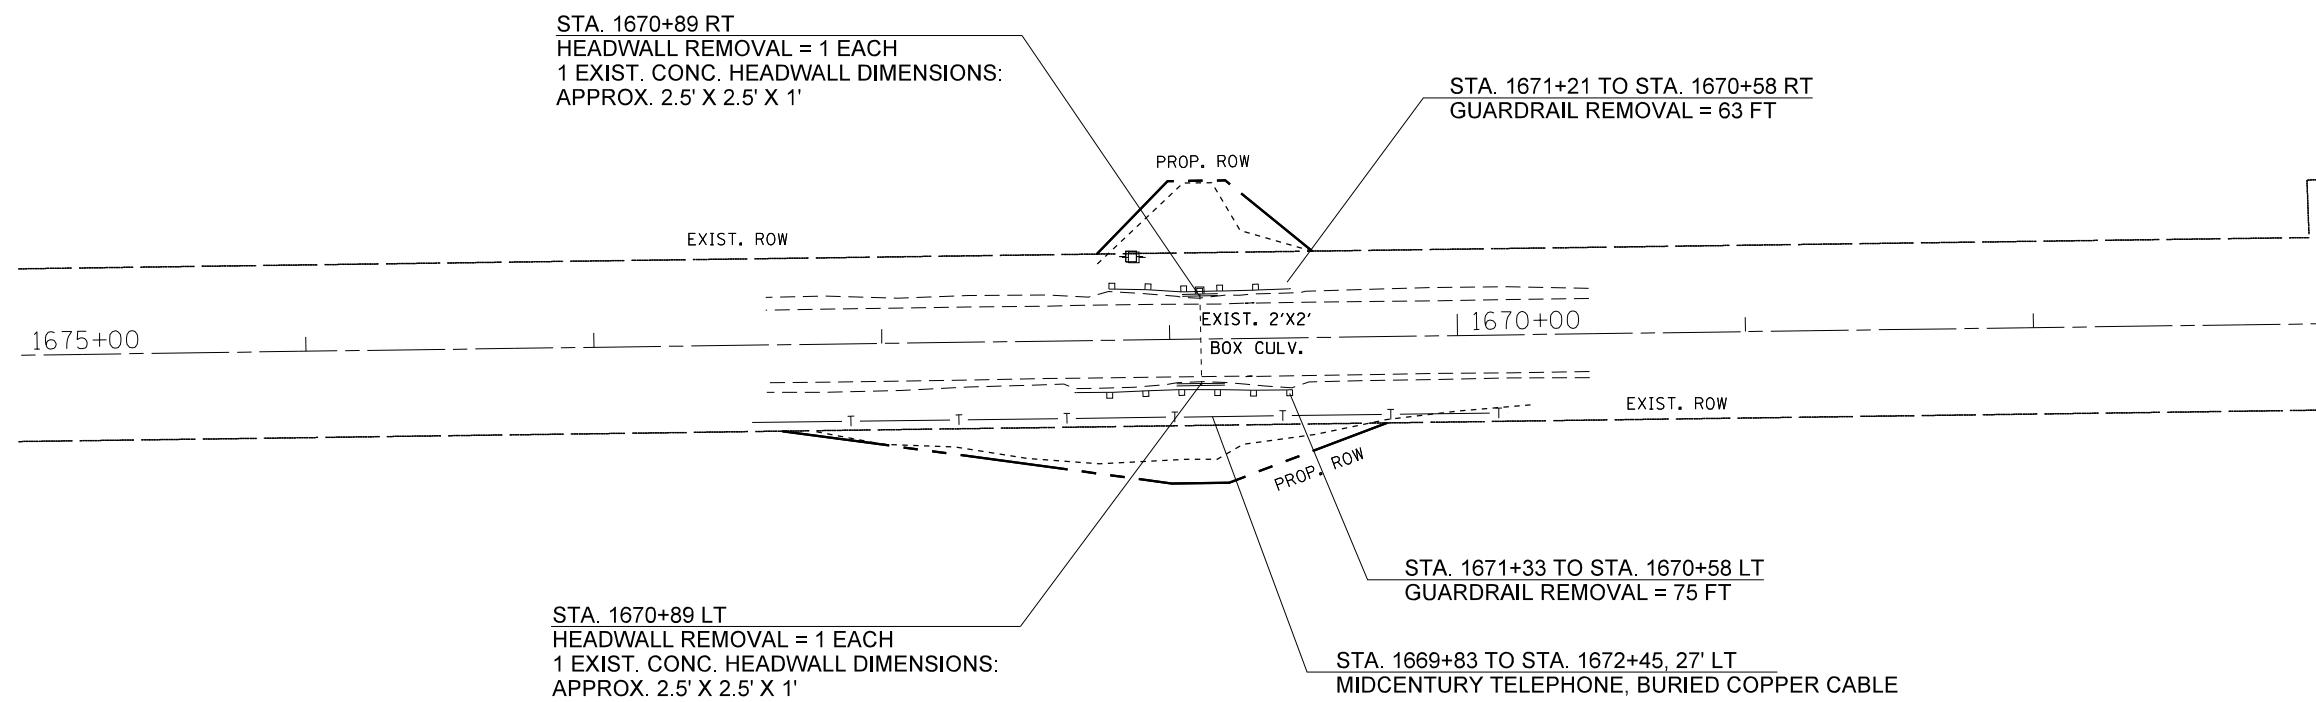 STA. 1670+89 RT
HEADWALL REMOVAL = 1 EACH
1 EXIST. CONC. HEADWALL DIMENSIONS:
APPROX. 2.5' X 2.5' X 1'
STA. 1671+21 TO STA. 1670+58 RT
GUARDRAIL REMOVAL = 63 FT
PROP. ROW
EXIST. ROW
EXIST. 2'X2'
BOX CULV.
1675+00
1670+00
EXIST. ROW
T T T T T T T
PROP. ROW
STA. 1671+33 TO STA. 1670+58 LT
GUARDRAIL REMOVAL = 75 FT
STA. 1670+89 LT
HEADWALL REMOVAL = 1 EACH
1 EXIST. CONC. HEADWALL DIMENSIONS:
APPROX. 2.5' X 2.5' X 1'
STA. 1669+83 TO STA. 1672+45, 27' LT
MIDCENTURY TELEPHONE, BURIED COPPER CABLE